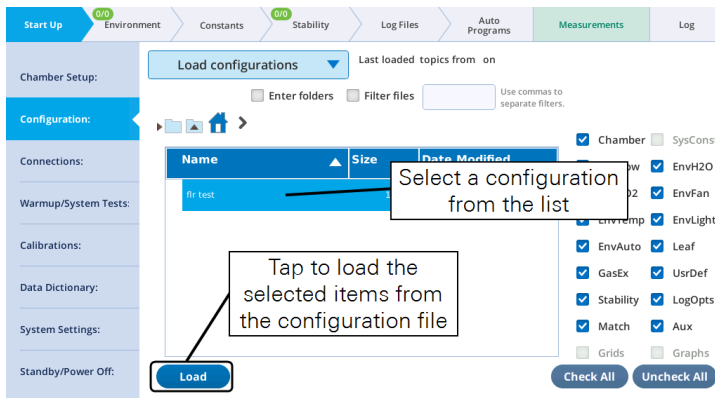 Start Up
0/0
Environment
Constants
0/0
Stability
Log Files
Auto
Programs
Measurements
Log
Chamber Setup:
Configuration:
Connections:
Warmup/System Tests:
Calibrations:
Data Dictionary:
System Settings:
Standby/Power Off:
Load configurations
Last loaded topics from on
Enter folders
Filter files
Use commas to
separate filters.
Name
Size
Date Modified
flr test
Select a configuration
from the list
Tap to load the
selected items from
the configuration file
Load
Chamber
EnvH2O
EnvFan
EnvTemp
EnvLight
EnvAuto
Leaf
GasEx
UsrDef
Stability
LogOpts
Match
Aux
Grids
Graphs
Check All
Uncheck All